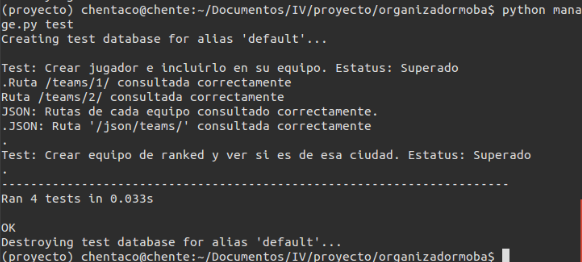 (proyecto) chentaco@chente:~/Documentos/IV/proyecto/organizadormoba$ python mana
ge.py test
Creating test database for alias 'default'...
Test: Crear jugador e incluirlo en su equipo. Estatus: Superado
.Ruta /teams/1/ consultada correctamente
Ruta /teams/2/ consultada correctamente
JSON: Rutas de cada equipo consultado correctamente.
.JSON: Ruta '/json/teams/' consultada correctamente
.
Test: Crear equipo de ranked y ver si es de esa ciudad. Estatus: Superado
.
----------------------------------------------------------------------
Ran 4 tests in 0.033s
OK
Destroying test database for alias 'default'...
(proyecto) chentaco@chente:~/Documentos/IV/proyecto/organizadormoba$